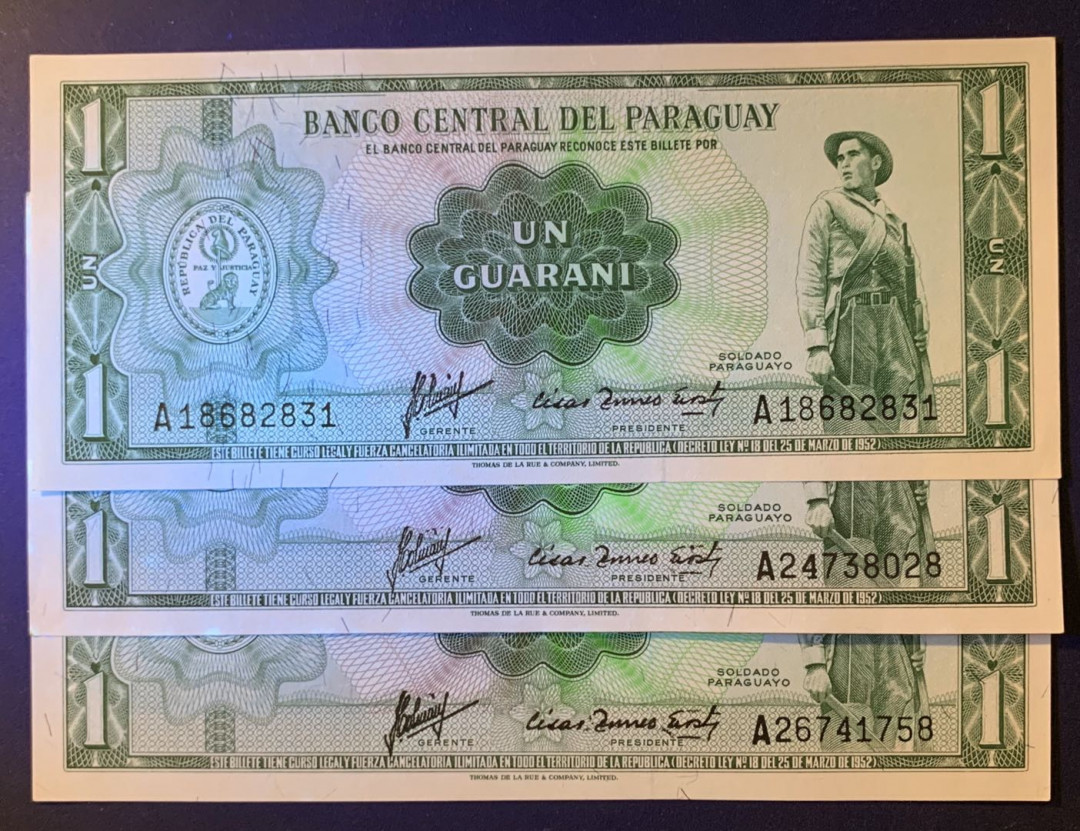 1
1
BANCO CENTRAL DEL PARAGUAY
EL BANCO CENTRAL DEL PARAGUAY RECONOCE ESTE BILLETE POR
REPÚBLICA DEL PARAGUAY
PAZ Y JUSTICIA
UN
GUARANI
UN
UN
SOLDADO
PARAGUAYO
1
1
A18682831
GERENTE
PRESIDENTE
A18682831
ESTE BILLETE TIENE CURSO LEGAL Y FUERZA CANCELATORIA ILIMITADA EN TODO EL TERRITORIO DE LA REPUBLICA (DECRETO LEY Nº 18 DEL 25 DE MARZO DE 1952)
THOMAS DE LA RUE & COMPANY, LIMITED.
SOLDADO
PARAGUAYO
1
1
GERENTE
PRESIDENTE
A24738028
ESTE BILLETE TIENE CURSO LEGAL Y FUERZA CANCELATORIA ILIMITADA EN TODO EL TERRITORIO DE LA REPUBLICA (DECRETO LEY Nº 18 DEL 25 DE MARZO DE 1952)
THOMAS DE LA RUE & COMPANY, LIMITED.
SOLDADO
PARAGUAYO
1
1
GERENTE
PRESIDENTE
A26741758
ESTE BILLETE TIENE CURSO LEGAL Y FUERZA CANCELATORIA ILIMITADA EN TODO EL TERRITORIO DE LA REPUBLICA (DECRETO LEY Nº 18 DEL 25 DE MARZO DE 1952)
THOMAS DE LA RUE & COMPANY, LIMITED.